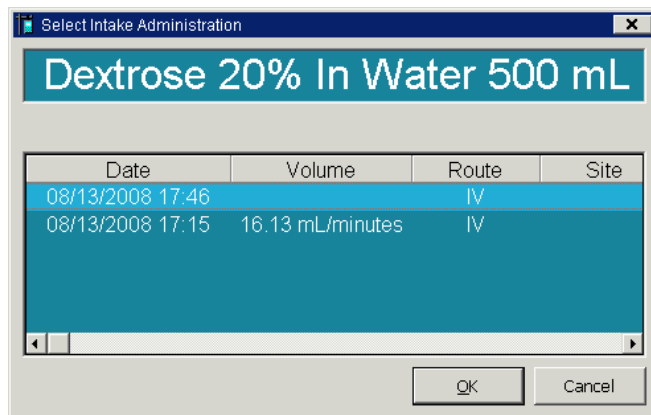 Select Intake Administration
Dextrose 20% In Water 500 mL
Date Volume Route Site
08/13/2008 17:46 IV
08/13/2008 17:15 16.13 mL/minutes IV
OK Cancel